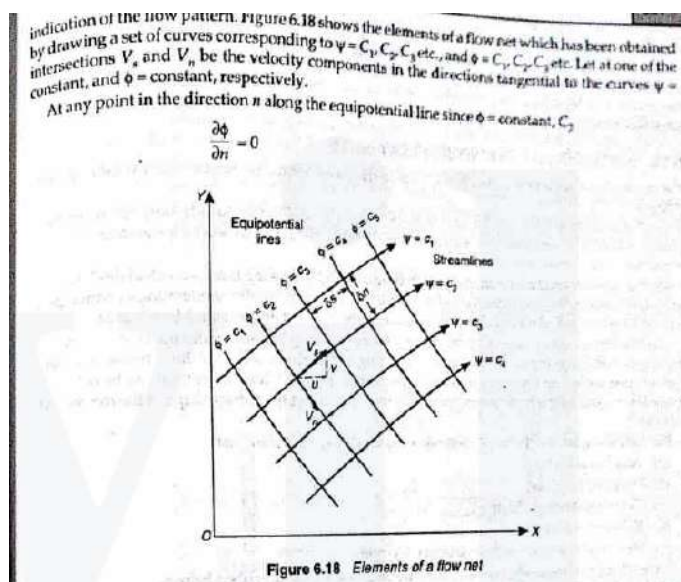 indication of the flow pattern. Figure 6.18 shows the elements of a flow net which has been obtained
by drawing a set of curves corresponding to ψ = C₁, C₂, C₃ etc., and ϕ = C₁, C₂, C₃ etc. Let at one of the
intersections Vₛ and Vₙ be the velocity components in the directions tangential to the curves ψ =
constant, and ϕ = constant, respectively.
At any point in the direction n along the equipotential line since ϕ = constant, C₃
∂ϕ/∂n = 0
Y
Equipotential
lines
ϕ = C₅
ϕ = C₄
ϕ = C₃
ϕ = C₂
ϕ = C₁
ψ = c₁
Streamlines
ψ = c₂
ψ = c₃
ψ = c₄
δs
δn
Vₛ
v
u
Vₙ
O
X
Figure 6.18 Elements of a flow net